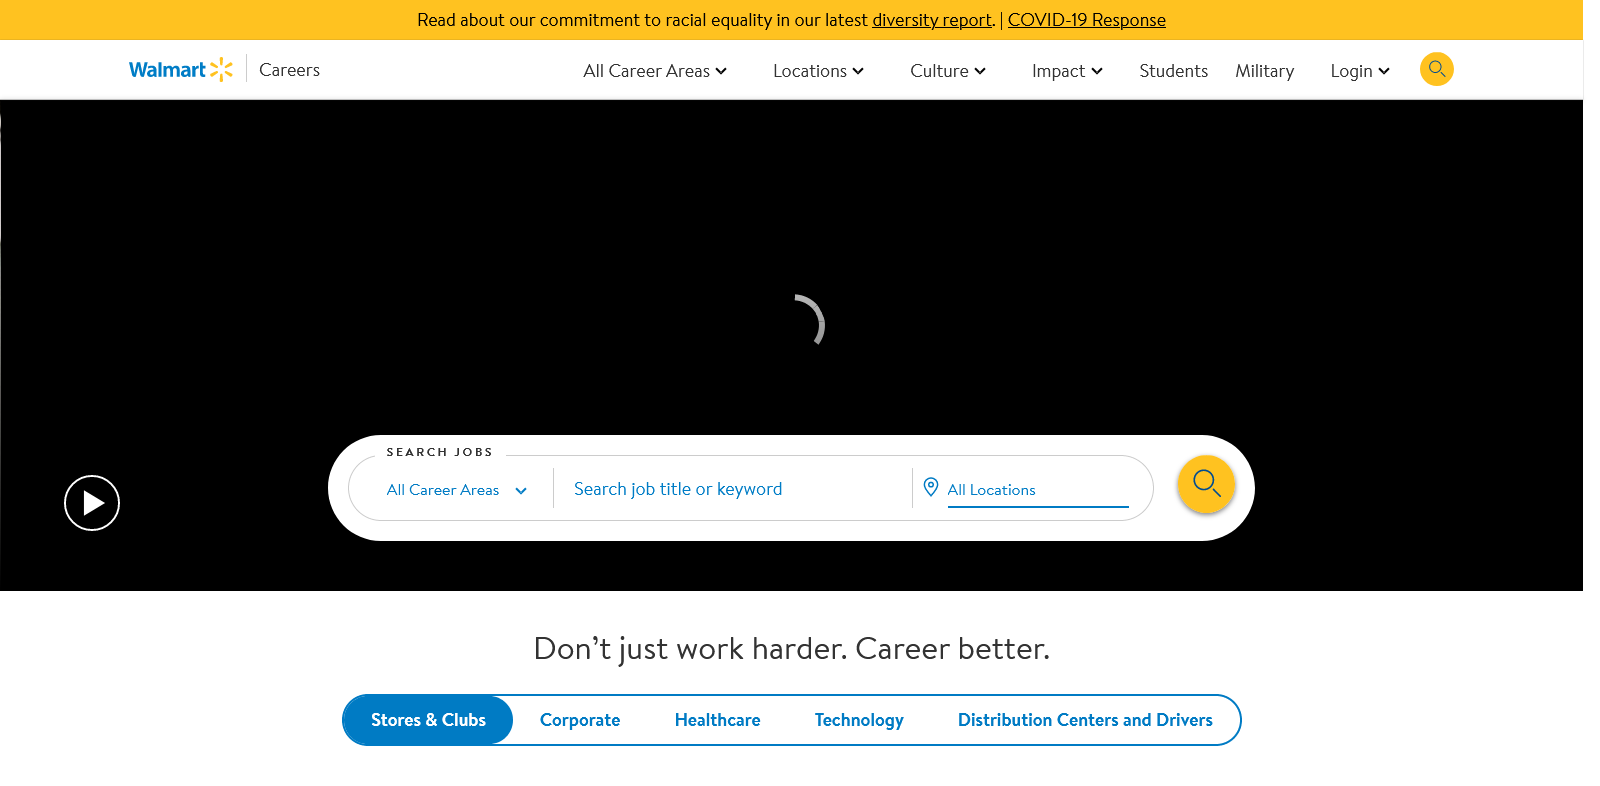 Read about our commitment to racial equality in our latest diversity report. | COVID-19 Response
Walmart Careers All Career Areas Locations Culture Impact Students Military Login
SEARCH JOBS
All Career Areas Search job title or keyword All Locations
Don’t just work harder. Career better.
Stores & Clubs Corporate Healthcare Technology Distribution Centers and Drivers